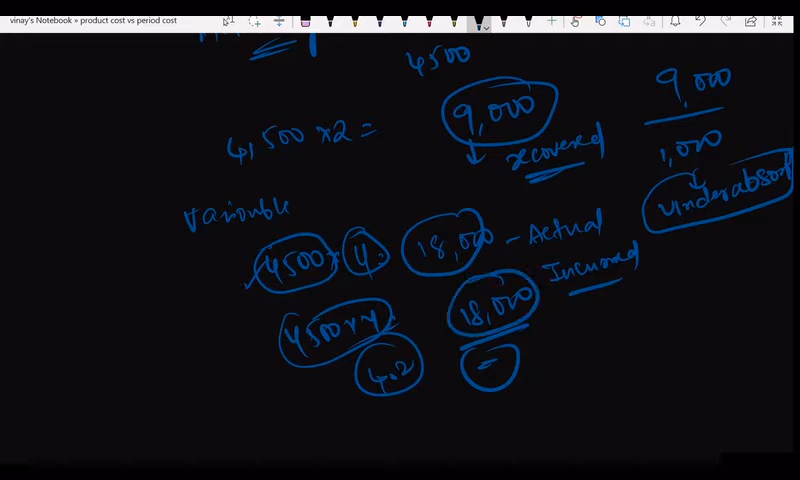 vinay's Notebook » product cost vs period cost
4500
9,000
9,000
4,500 x2 =
recovered
1,000
underabsorb
variable
4500 x 4 = 18,000 - Actual
Incurred
4500 x 4 = 18,000
4.2
-